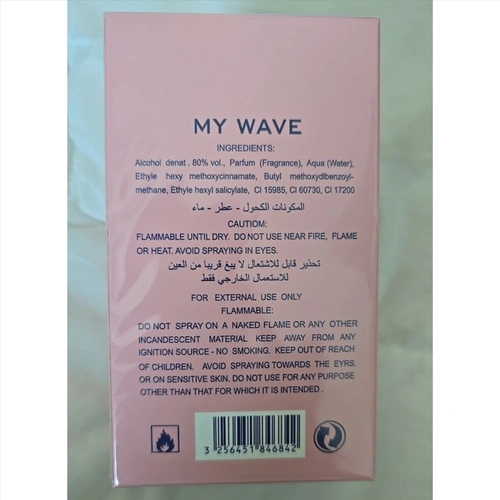 MY WAVE
INGREDIENTS:
Alcohol denat . 80% vol., Parfum (Fragrance), Aqua (Water),
Ethyle hexy methoxycinnamate, Butyl methoxydlbenzoyl-
methane, Ethyle hexyl salicylate, CI 15985, CI 60730, CI 17200
المكونات الكحول - عطر - ماء
CAUTIOM:
FLAMMABLE UNTIL DRY. DO NOT USE NEAR FIRE, FLAME
OR HEAT. AVOID SPRAYING IN EYES.
تحذير قابل للاشتعال لا يبغ قريبا من العين
للاستعمال الخارجي فقط
FOR EXTERNAL USE ONLY
FLAMMABLE:
DO NOT SPRAY ON A NAKED FLAME OR ANY OTHER
INCANDESCENT MATERIAL KEEP AWAY FROM ANY
IGNITION SOURCE - NO SMOKING. KEEP OUT OF REACH
OF CHILDREN. AVOID SPRAYING TOWARDS THE EYRS.
OR ON SENSITIVE SKIN. DO NOT USE FOR ANY PURPOSE
OTHER THAN THAT FOR WHICH IT IS INTENDED .
3 256451 846842